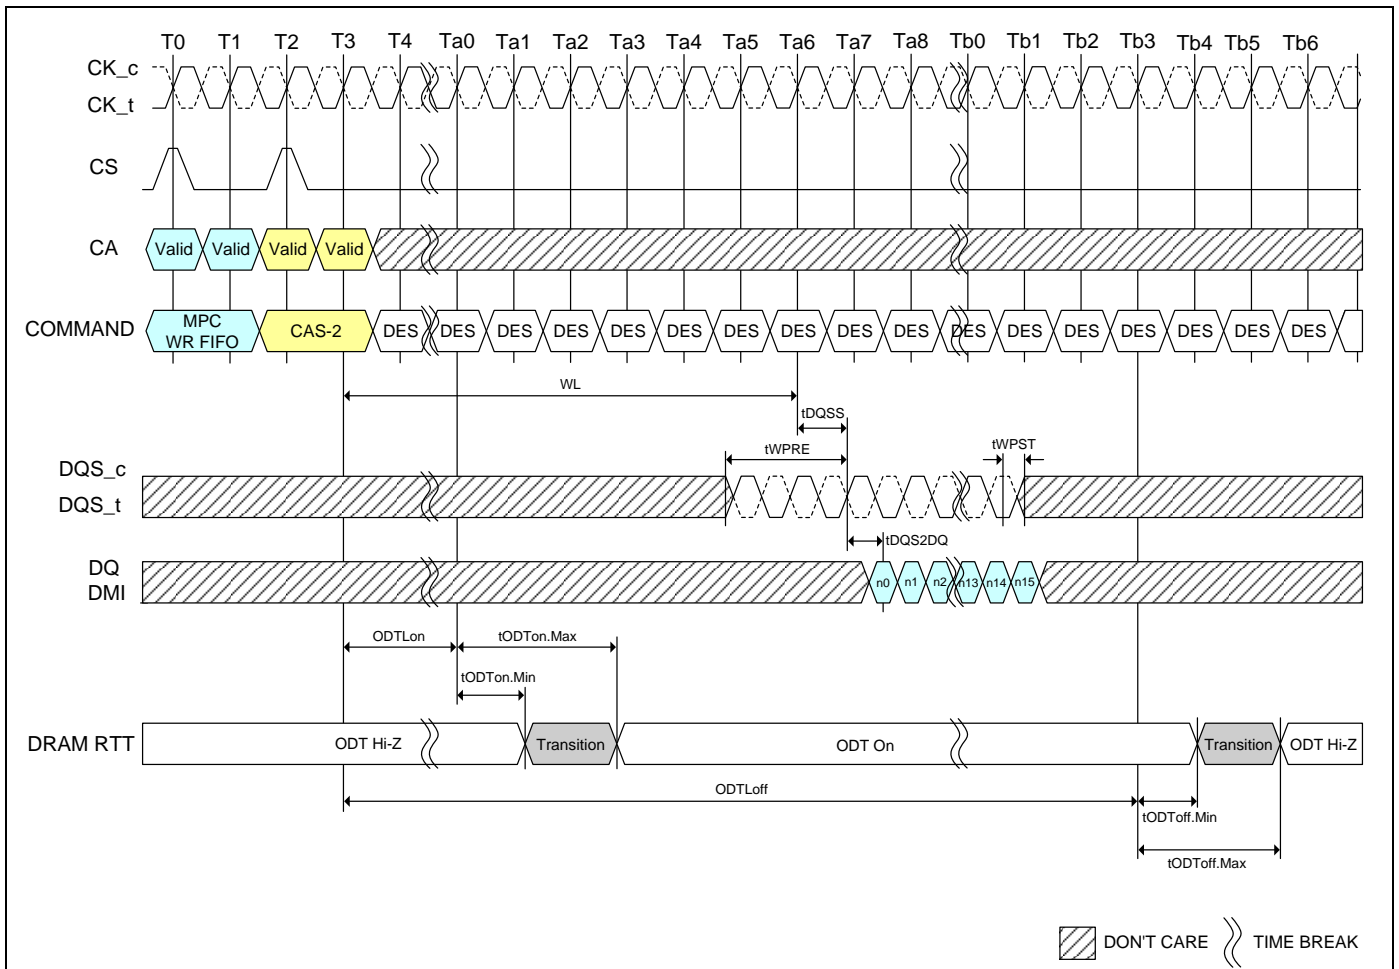 T0 T1 T2 T3 T4 Ta0 Ta1 Ta2 Ta3 Ta4 Ta5 Ta6 Ta7 Ta8 Tb0 Tb1 Tb2 Tb3 Tb4 Tb5 Tb6
CK_c
CK_t
CS
CA Valid Valid Valid Valid
COMMAND MPC WR FIFO CAS-2 DES DES DES DES DES DES DES DES DES DES DES DES DES DES DES DES DES
WL
tDQSS
tWPRE tWPST
DQS_c
DQS_t
tDQS2DQ
DQ
DMI
n0 n1 n2 n13 n14 n15
ODTLon tODTon.Max
tODTon.Min
DRAM RTT ODT Hi-Z Transition ODT On Transition ODT Hi-Z
ODTLoff
tODToff.Min
tODToff.Max
DON'T CARE TIME BREAK